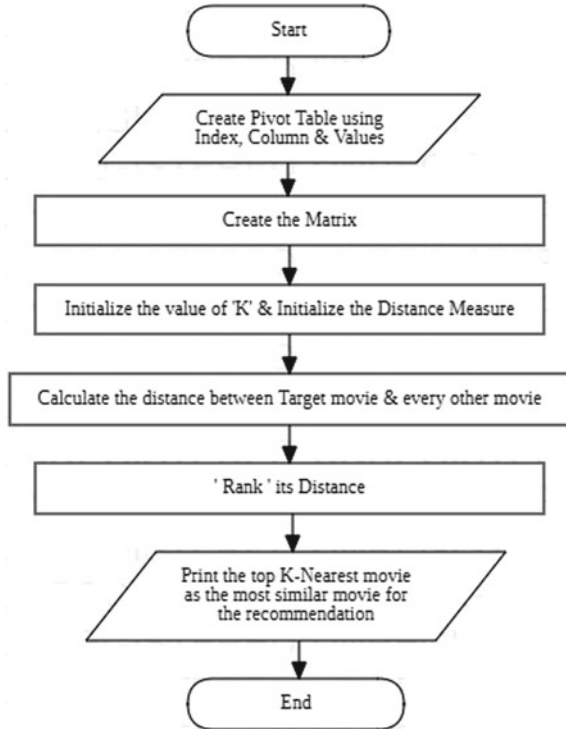 Start
Create Pivot Table using
Index, Column & Values
Create the Matrix
Initialize the value of 'K' & Initialize the Distance Measure
Calculate the distance between Target movie & every other movie
' Rank ' its Distance
Print the top K-Nearest movie
as the most similar movie for
the recommendation
End